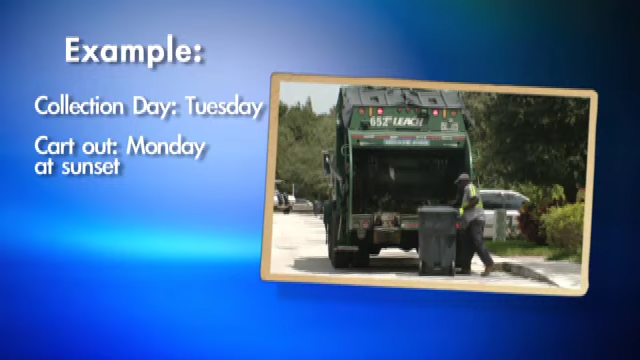 Example:
Collection Day: Tuesday
Cart out: Monday
at sunset
652 LEACH